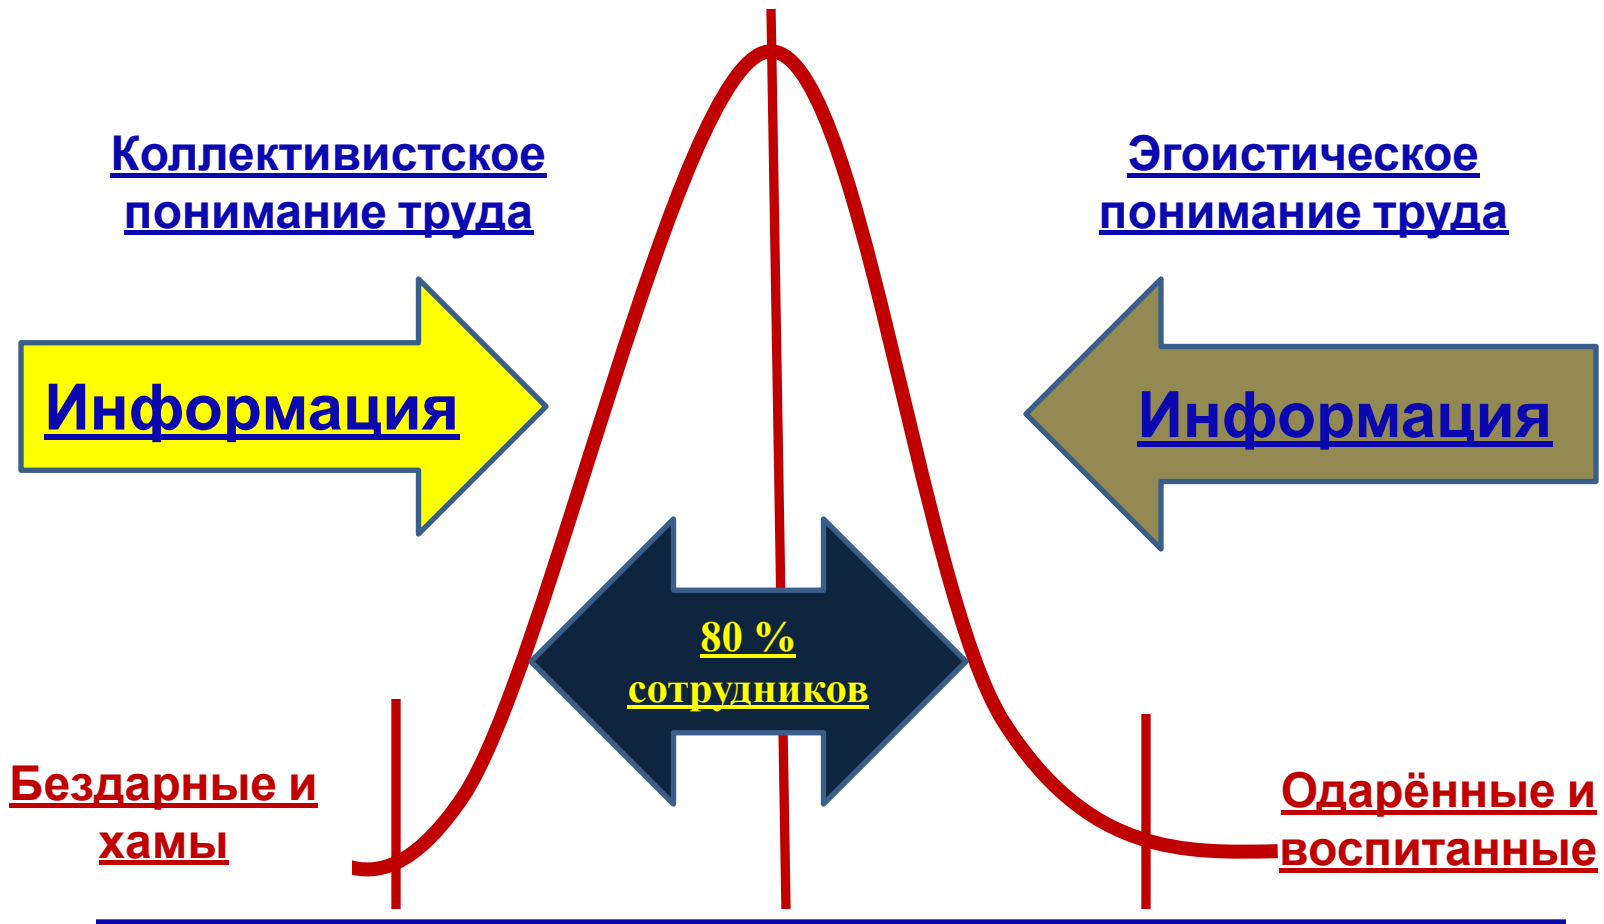 Коллективистское
понимание труда
Эгоистическое
понимание труда
Информация
Информация
80 %
сотрудников
Бездарные и
хамы
Одарённые и
воспитанные